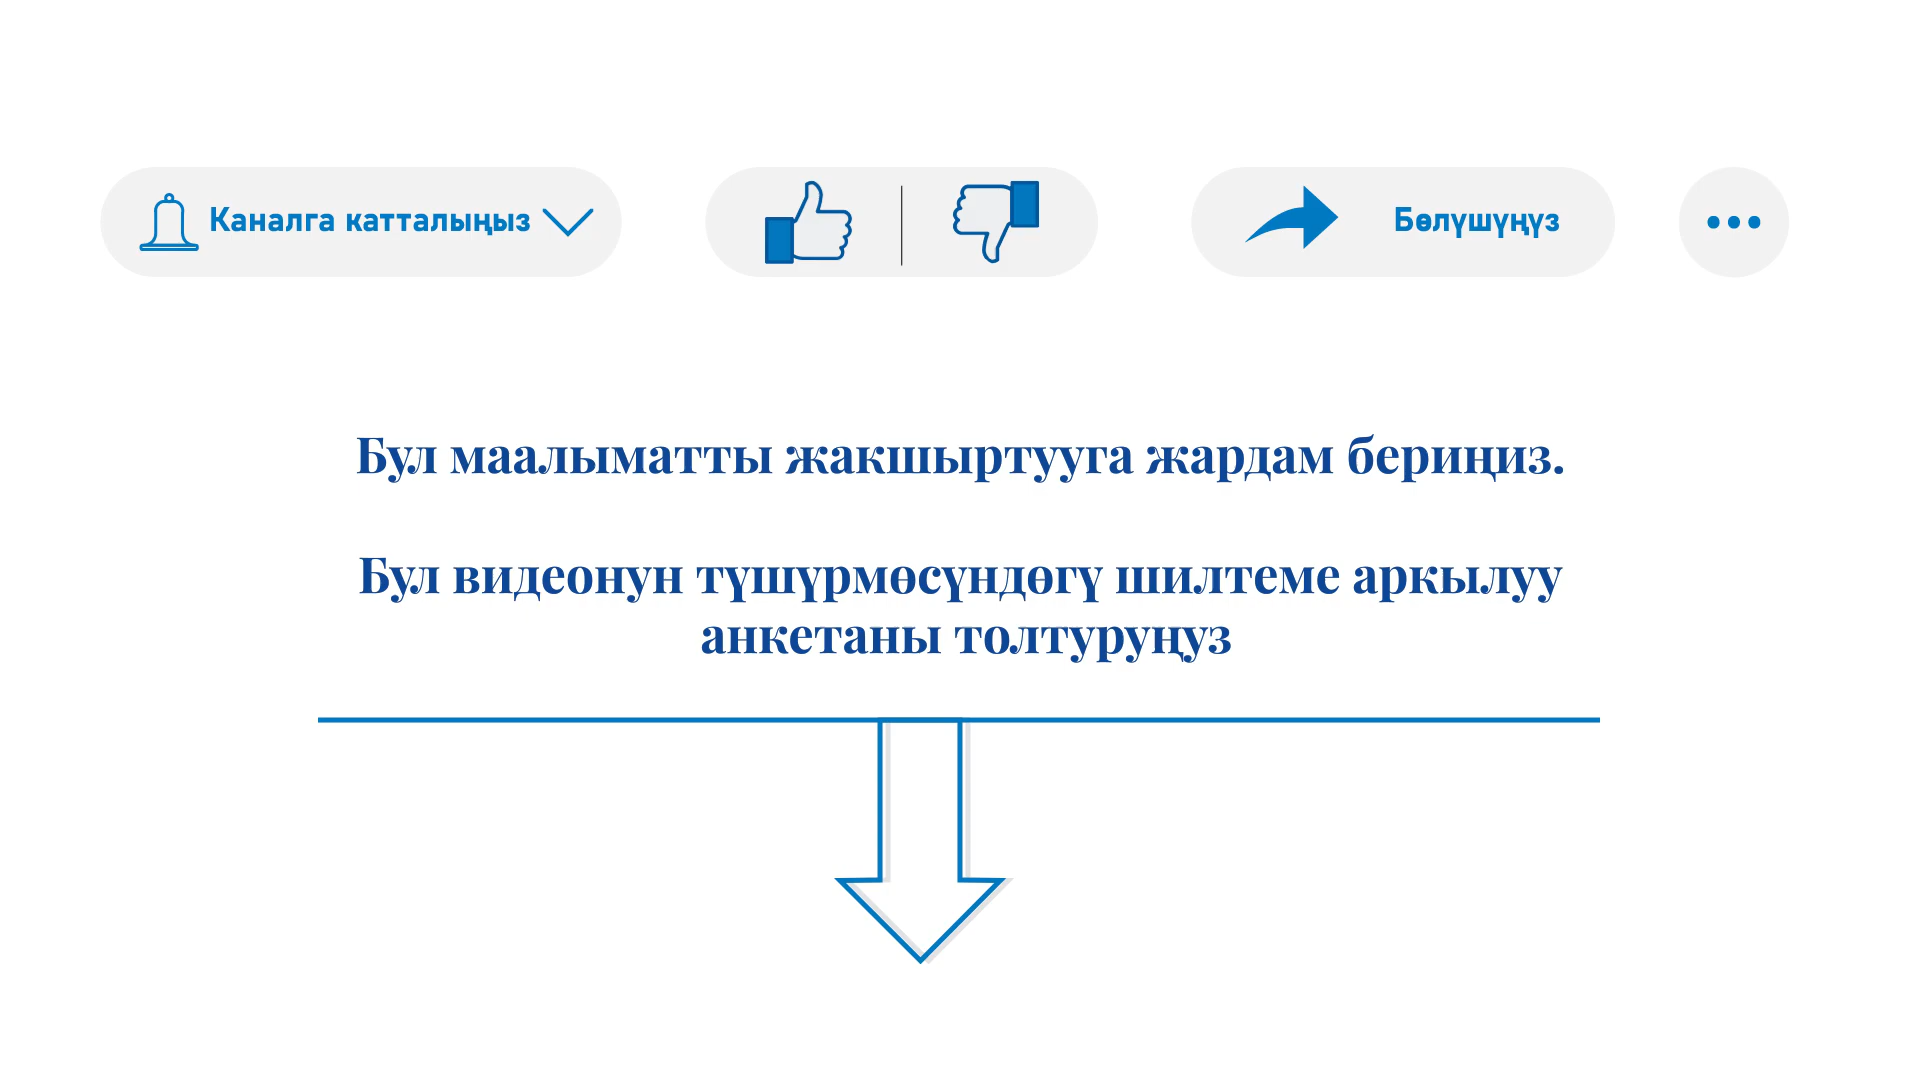 Каналга катталыңыз
Бөлүшүңүз
Бул маалыматты жакшыртууга жардам бериңиз.
Бул видеонун түшүрмөсүндөгү шилтеме аркылуу
анкетаны толтуруңуз